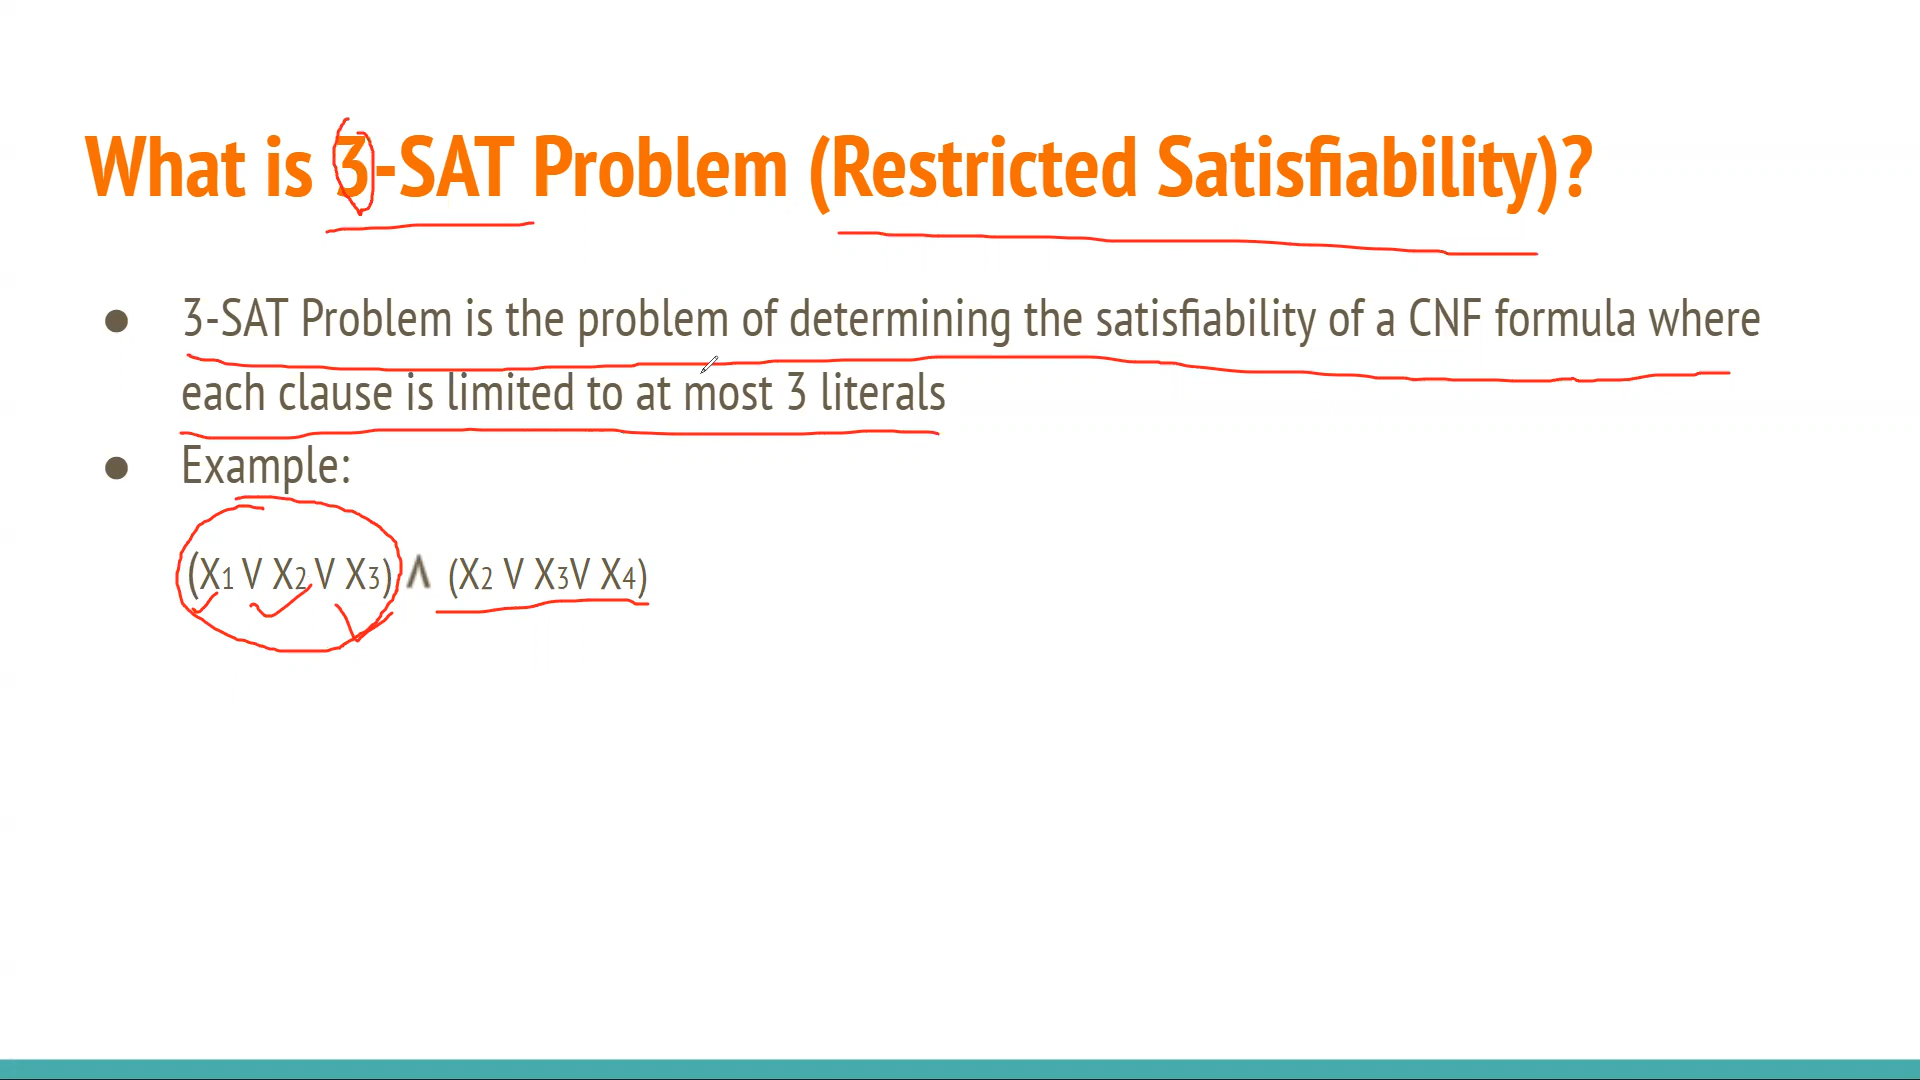 What is 3-SAT Problem (Restricted Satisfiability)?
● 3-SAT Problem is the problem of determining the satisfiability of a CNF formula where
each clause is limited to at most 3 literals
● Example:
(X1 V X2 V X3) ∧ (X2 V X3V X4)